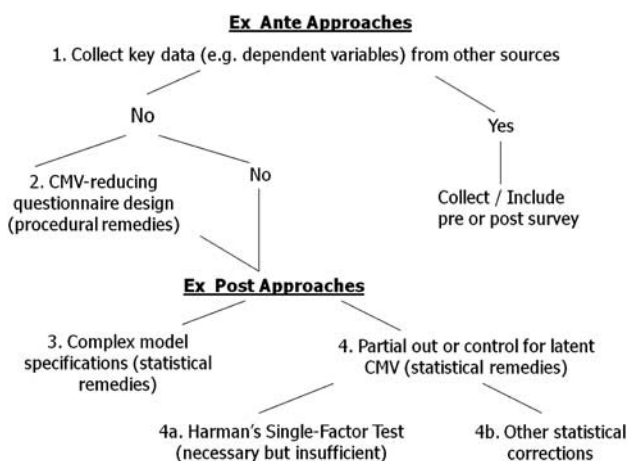 Ex Ante Approaches
1. Collect key data (e.g. dependent variables) from other sources
No
Yes
No
2. CMV-reducing
questionnaire design
(procedural remedies)
Collect / Include
pre or post survey
Ex Post Approaches
3. Complex model
specifications (statistical
remedies)
4. Partial out or control for latent
CMV (statistical remedies)
4a. Harman's Single-Factor Test
(necessary but insufficient)
4b. Other statistical
corrections